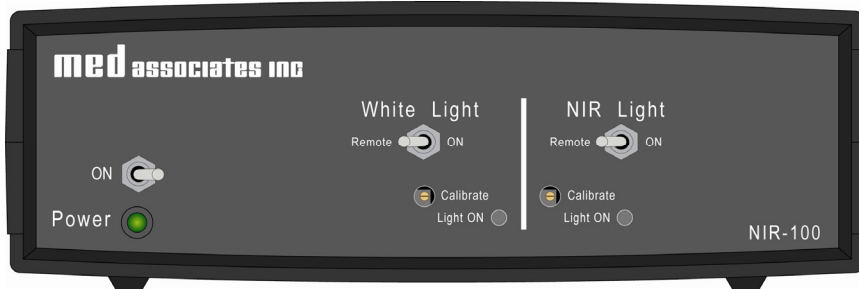 med associates inc
White Light
Remote ON
Calibrate
Light ON
NIR Light
Remote ON
Calibrate
Light ON
ON
Power
NIR-100